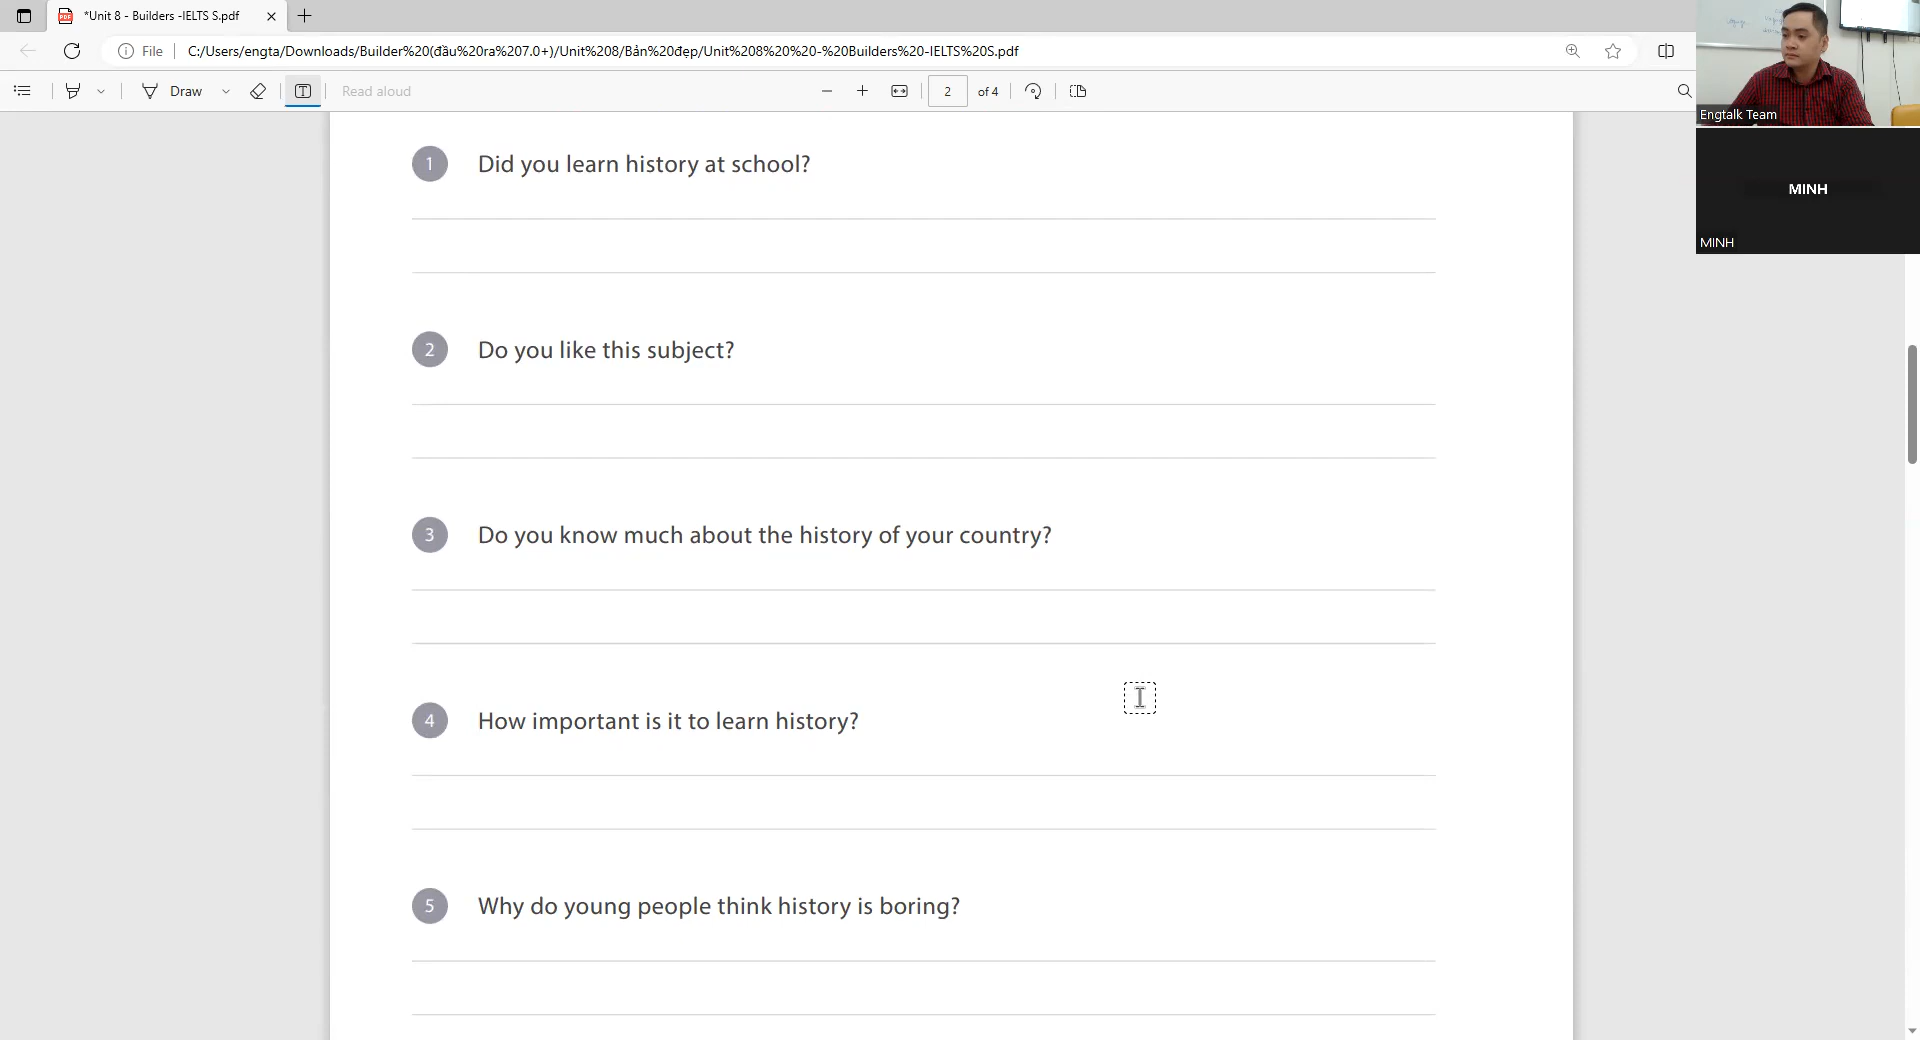 *Unit 8 - Builders -IELTS S.pdf
File
C:/Users/engta/Downloads/Builder%20(đầu%20ra%207.0+)/Unit%208/Bản%20đẹp/Unit%208%20%20-%20Builders%20-IELTS%20S.pdf
Draw
Read aloud
2
of 4
Engtalk Team
MINH
MINH
1 Did you learn history at school?
2 Do you like this subject?
3 Do you know much about the history of your country?
4 How important is it to learn history?
5 Why do young people think history is boring?